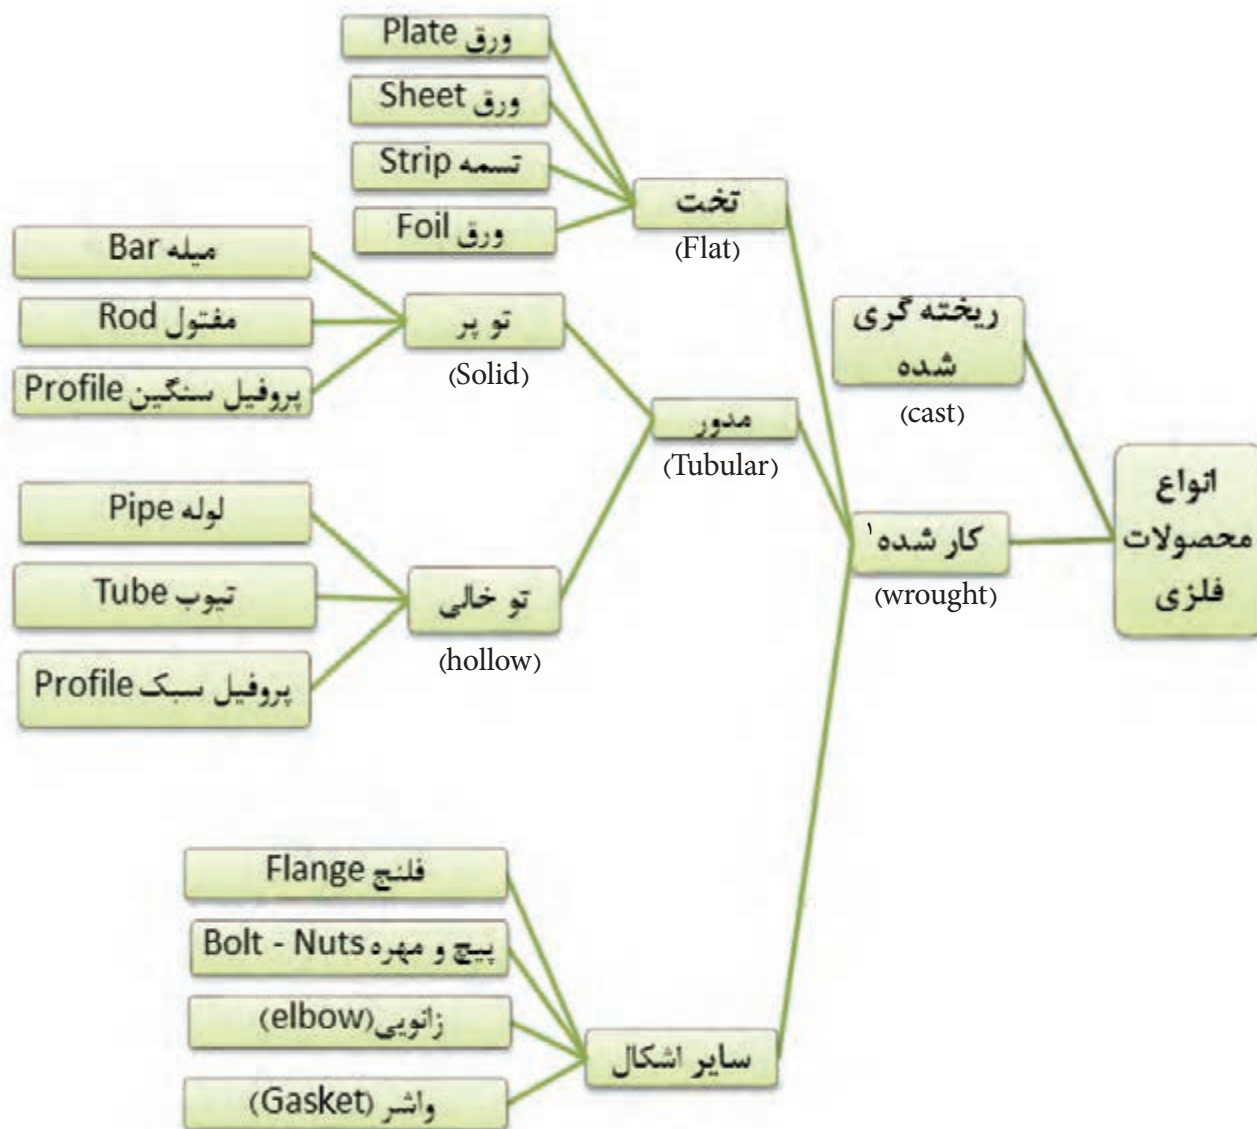 انواع
محصولات
فلزی
ریخته گری
شده
(cast)
کار شده۱
(wrought)
تخت
(Flat)
ورق Plate
ورق Sheet
تسمه Strip
ورق Foil
مدور
(Tubular)
تو پر
(Solid)
میله Bar
مفتول Rod
پروفیل سنگین Profile
تو خالی
(hollow)
لوله Pipe
تیوب Tube
پروفیل سبک Profile
سایر اشکال
فلنج Flange
پیچ و مهره Bolt - Nuts
زانویی(elbow)
واشر (Gasket)